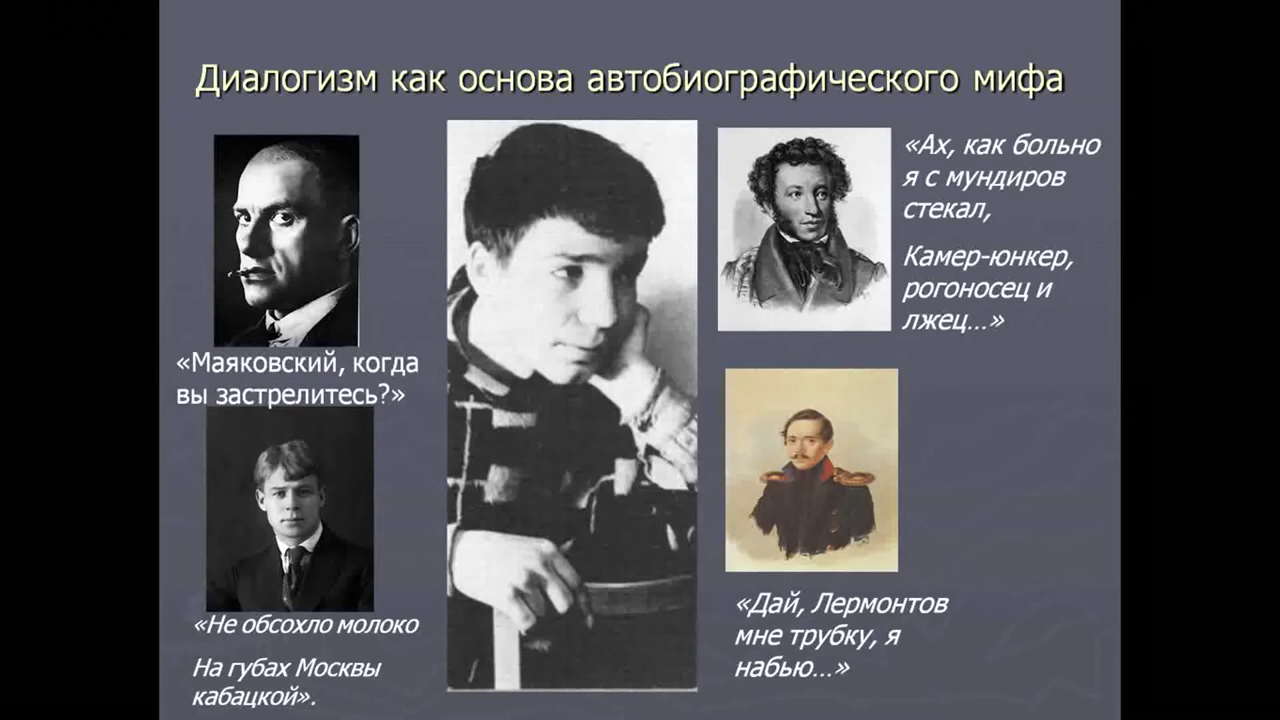 Диалогизм как основа автобиографического мифа
«Маяковский, когда
вы застрелитесь?»
«Не обсохло молоко
На губах Москвы
кабацкой».
«Ах, как больно
я с мундиров
стекал,
Камер-юнкер,
рогоносец и
лжец…»
«Дай, Лермонтов
мне трубку, я
набью…»